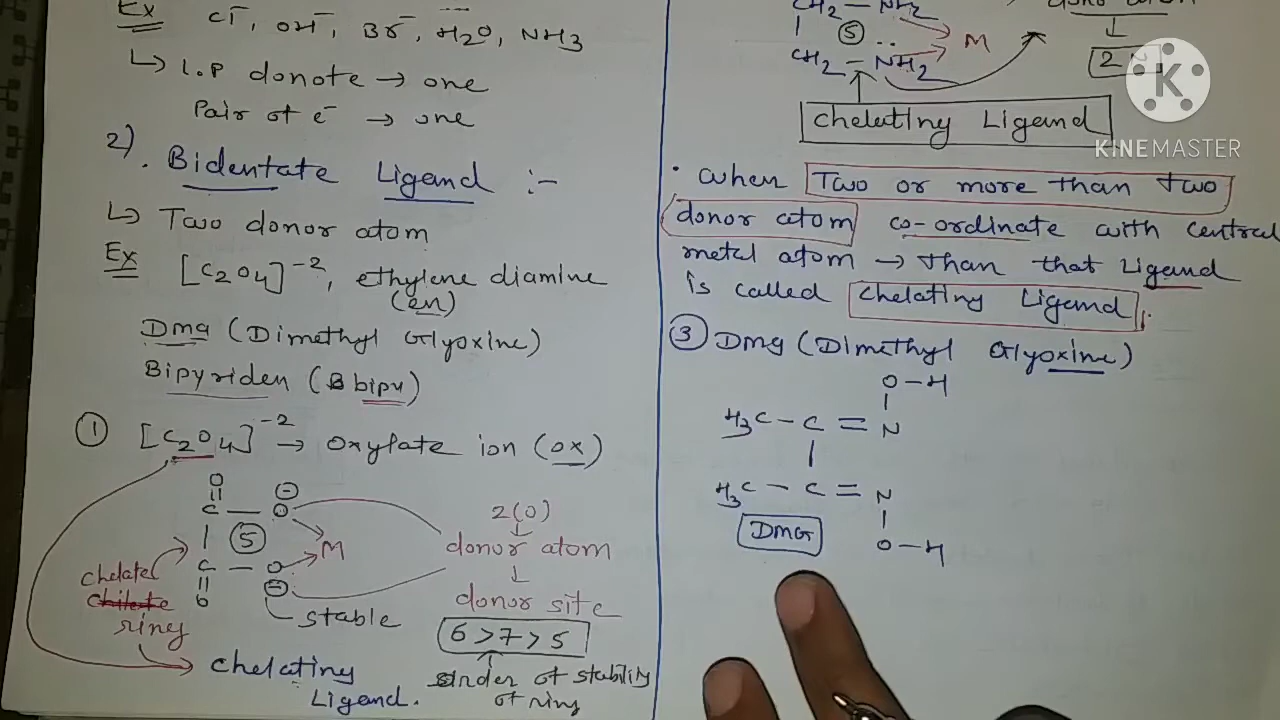 Ex Cl⁻, OH⁻, Br⁻, H2O, NH3
↳ l.p donote → one
Pair of e⁻ → one
2). Bidentate Ligand :-
↳ Two donor atom
Ex [C2O4]⁻², ethylene diamine
(en)
Dmg (Dimethyl Glyoxine)
Bipyriden (B bipy)
① [C2O4]⁻² → Oxylate ion (ox)
O
C — O ⊖
⑤ M
C — O
O ⊖
chelated
chilate
ring
stable
2(O)
↓
donor atom
↓
donor site
6 > 7 > 5
order of stability
of ring
Chelating
Ligand.
CH2 — NH2
⑤ M
CH2 — NH2
2
Chelating Ligand
KINEMASTER
• when Two or more than two
donor atom co-ordinate with central
metal atom → than that Ligand
is called Chelating Ligand.
③ Dmg (Dimethyl Glyoxine)
O — H
H3C — C = N
H3C — C = N
DMG
O — H